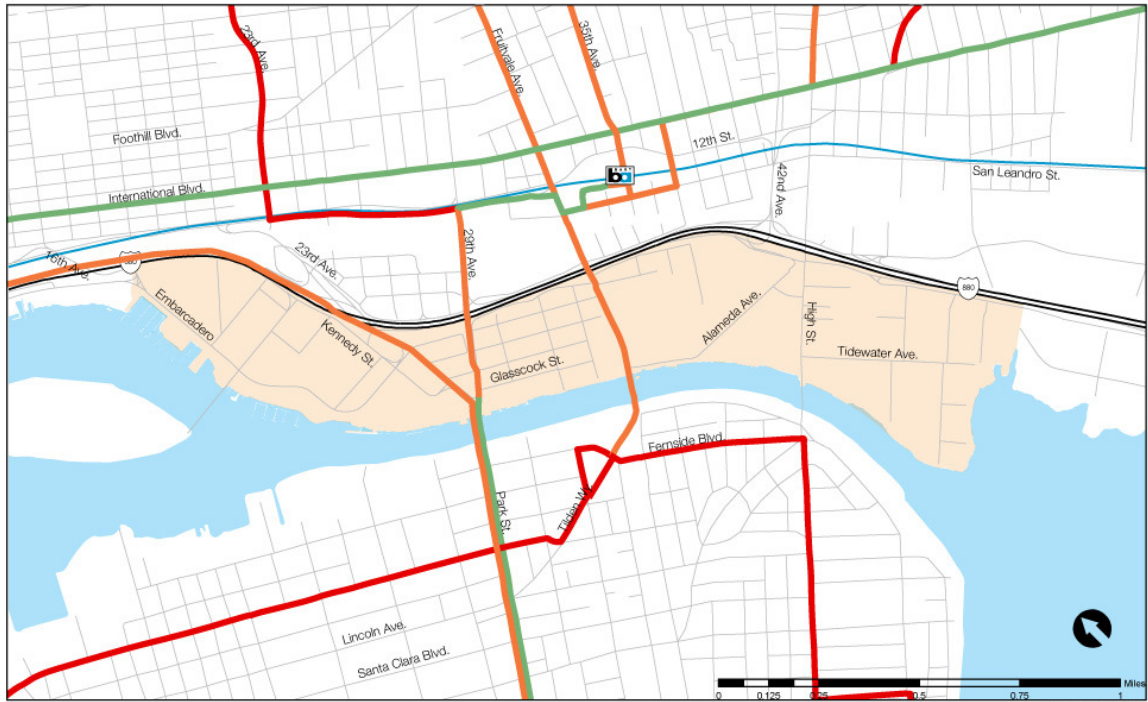 23rd Ave.
Fruitvale Ave.
35th Ave.
Foothill Blvd.
12th St.
ba
San Leandro St.
International Blvd.
42nd Ave.
16th Ave.
23rd Ave.
29th Ave.
880
Embarcadero
Kennedy St.
Alameda Ave.
High St.
Tidewater Ave.
Glasscock St.
Fernside Blvd.
Park St.
Tilden W
Lincoln Ave.
Santa Clara Blvd.
Miles
0 0.125 0.25 0.5 0.75 1